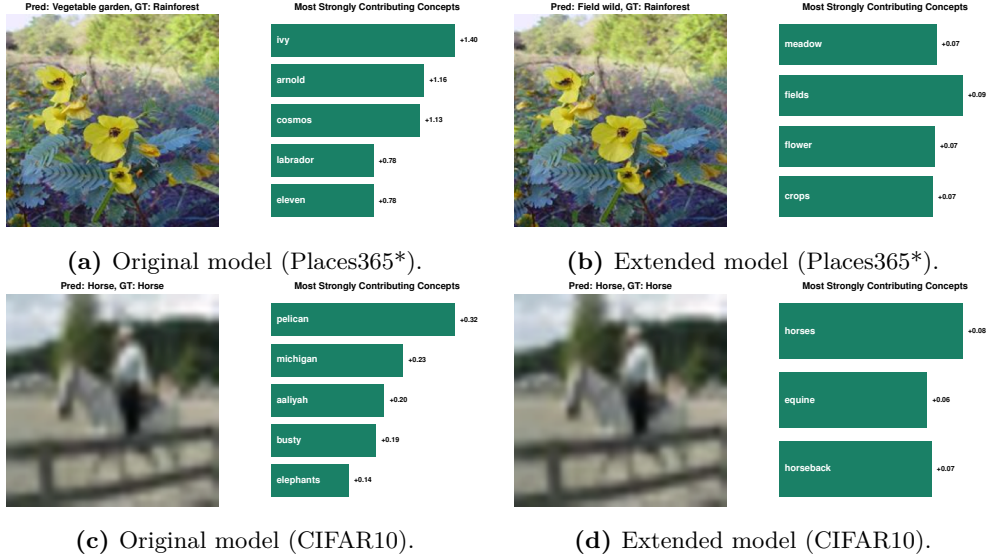 Pred: Vegetable garden, GT: Rainforest
Most Strongly Contributing Concepts
ivy +1.40
arnold +1.16
cosmos +1.13
labrador +0.78
eleven +0.78
(a) Original model (Places365*).
Pred: Field wild, GT: Rainforest
Most Strongly Contributing Concepts
meadow +0.07
fields +0.09
flower +0.07
crops +0.07
(b) Extended model (Places365*).
Pred: Horse, GT: Horse
Most Strongly Contributing Concepts
pelican +0.32
michigan +0.23
aaliyah +0.20
busty +0.19
elephants +0.14
(c) Original model (CIFAR10).
Pred: Horse, GT: Horse
Most Strongly Contributing Concepts
horses +0.08
equine +0.06
horseback +0.07
(d) Extended model (CIFAR10).